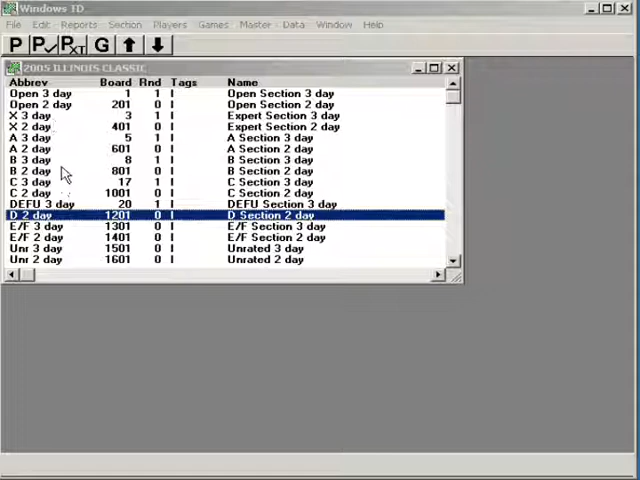 Windows TD
File Edit Reports Section Players Games Master Data Window Help
P P PXT G
2005 ILLINOIS CLASSIC
Abbrev Board Rnd Tags Name
Open 3 day 1 1 I Open Section 3 day
Open 2 day 201 0 I Open Section 2 day
X 3 day 3 1 I Expert Section 3 day
X 2 day 401 0 I Expert Section 2 day
A 3 day 5 1 I A Section 3 day
A 2 day 601 0 I A Section 2 day
B 3 day 8 1 I B Section 3 day
B 2 day 801 0 I B Section 2 day
C 3 day 17 1 I C Section 3 day
C 2 day 1001 0 I C Section 2 day
DEFU 3 day 20 1 I DEFU Section 3 day
D 2 day 1201 0 I D Section 2 day
E/F 3 day 1301 0 I E/F Section 3 day
E/F 2 day 1401 0 I E/F Section 2 day
Unr 3 day 1501 0 I Unrated 3 day
Unr 2 day 1601 0 I Unrated 2 day